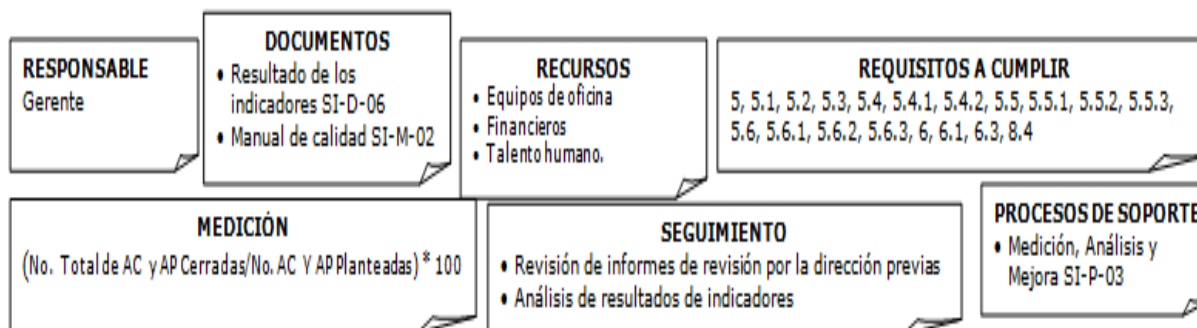 RESPONSABLE
Gerente
DOCUMENTOS
• Resultado de los
indicadores SI-D-06
• Manual de calidad SI-M-02
RECURSOS
• Equipos de oficina
• Financieros
• Talento humano.
REQUISITOS A CUMPLIR
5, 5.1, 5.2, 5.3, 5.4, 5.4.1, 5.4.2, 5.5, 5.5.1, 5.5.2, 5.5.3,
5.6, 5.6.1, 5.6.2, 5.6.3, 6, 6.1, 6.3, 8.4
MEDICIÓN
(No. Total de AC y AP Cerradas/No. AC Y AP Planteadas) * 100
SEGUIMIENTO
• Revisión de informes de revisión por la dirección previas
• Análisis de resultados de indicadores
PROCESOS DE SOPORTE
• Medición, Análisis y
Mejora SI-P-03